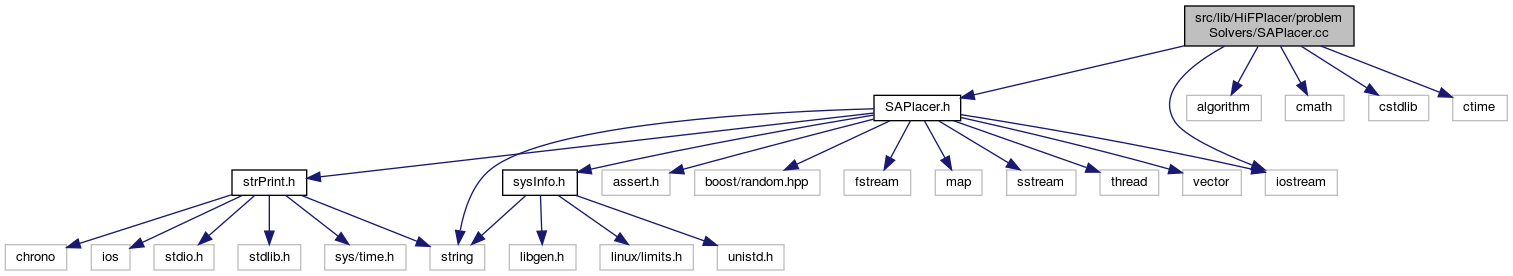 src/lib/HiFPlacer/problem
Solvers/SAPlacer.cc
SAPlacer.h
algorithm
cmath
cstdlib
ctime
strPrint.h
sysInfo.h
assert.h
boost/random.hpp
fstream
map
sstream
thread
vector
iostream
chrono
ios
stdio.h
stdlib.h
sys/time.h
string
libgen.h
linux/limits.h
unistd.h